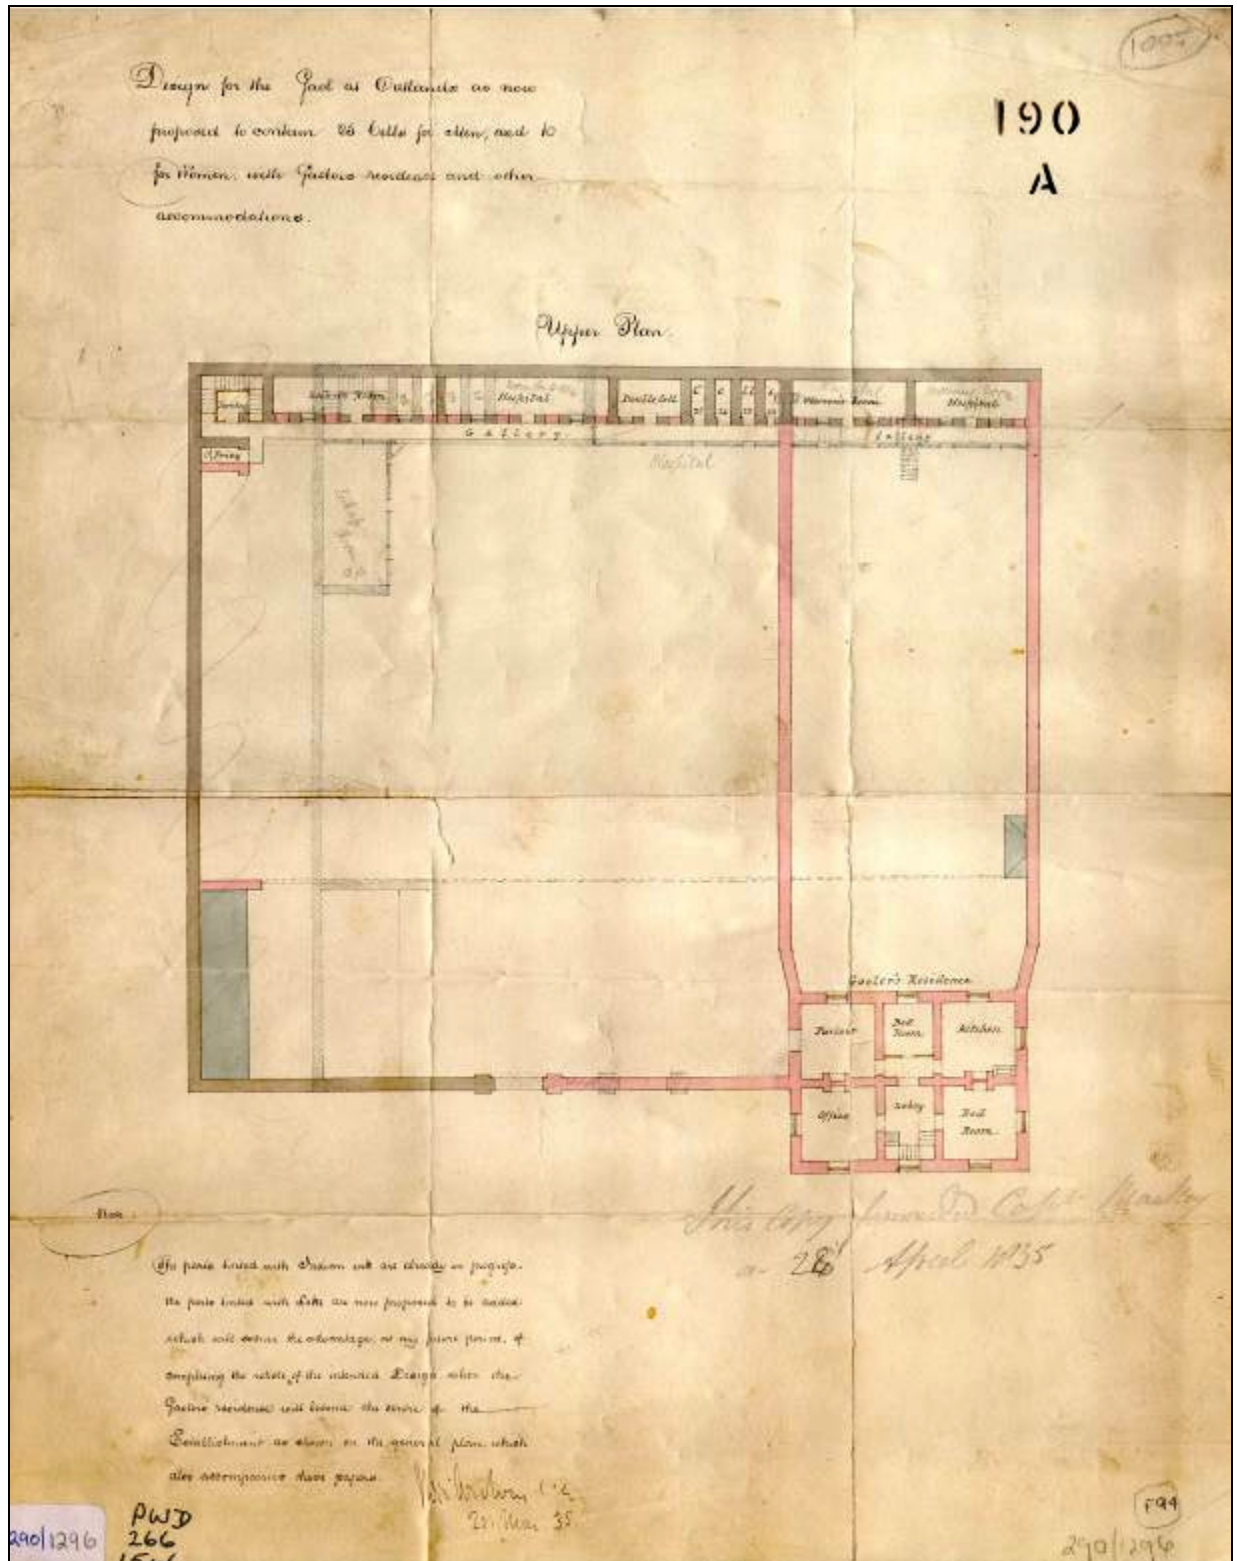 Design for the Gaol at Oatlands as now
proposed to contain 25 Cells for Men, and 10
for Women, with Gaolers residence and other
accommodations.
190
A
Upper Plan.
Hospital
Double Cell
Women's Room
Hospital
Gallery
Gallery
Hospital
Gaoler's Residence
Parlour
Bed
Room
Kitchen
Office
Lobby
Bed
Room
This Copy Capt
28 April 1835
Note
The parts tinted with Indian ink are already in progress.
the parts tinted with Lake are now proposed to be added
which will the advantage, at any future period, of
completing the whole of the intended Design when the
Gaolers residence will become the centre of the
Establishment as shown on the general plan which
also accompanies these papers.
35.
290/1296
PWD
266
F94
290/1296